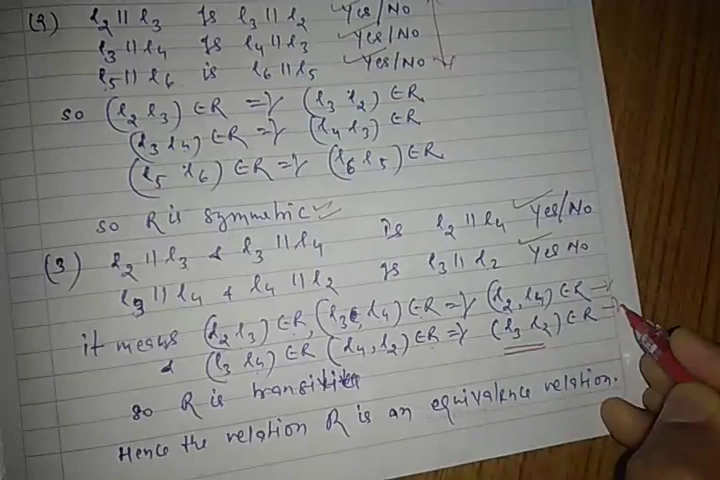 (2) l2 || l3 Is l3 || l2 Yes/No
l3 || l4 Is l4 || l3 Yes/No
l5 || l6 is l6 || l5 Yes/No
so (l2 l3) ∈ R => (l3 l2) ∈ R
(l3 l4) ∈ R => (l4 l3) ∈ R
(l5 l6) ∈ R => (l6 l5) ∈ R
so R is symmetric
(3) l2 || l3 & l3 || l4 Is l2 || l4 Yes/No
l3 || l4 & l4 || l2 Is l3 || l2 Yes No
it means (l2 l3) ∈ R, (l3, l4) ∈ R => (l2, l4) ∈ R
& (l3 l4) ∈ R (l4, l2) ∈ R => (l3 l2) ∈ R
so R is transitive
Hence the relation R is an equivalence relation.